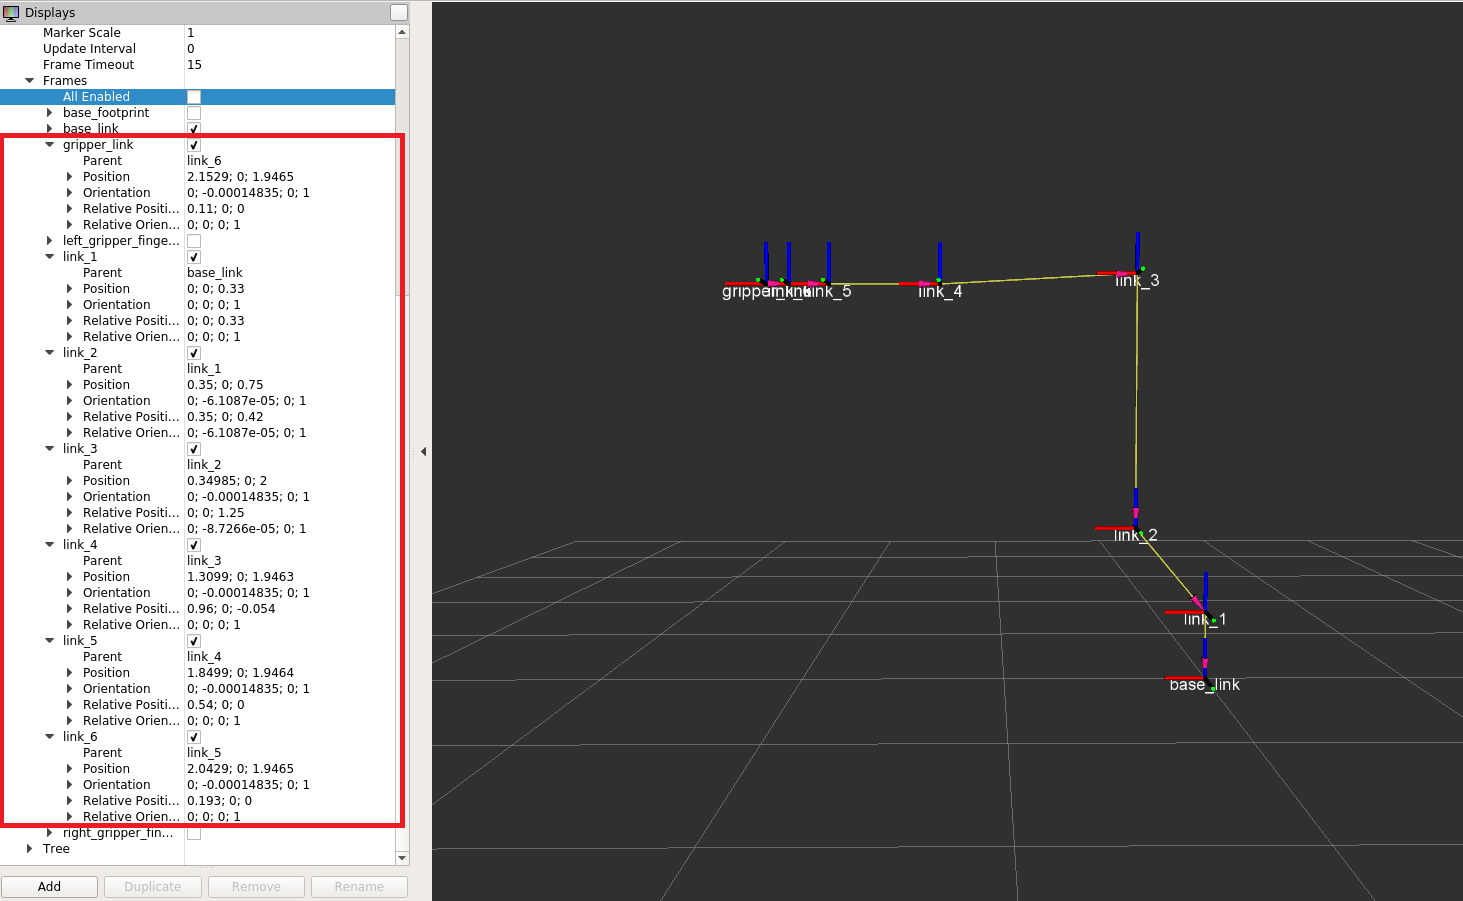 Displays
Marker Scale 1
Update Interval 0
Frame Timeout 15
Frames
All Enabled
base_footprint
base_link
gripper_link
Parent link_6
Position 2.1529; 0; 1.9465
Orientation 0; -0.00014835; 0; 1
Relative Positi... 0.11; 0; 0
Relative Orien... 0; 0; 0; 1
left_gripper_finge...
link_1
Parent base_link
Position 0; 0; 0.33
Orientation 0; 0; 0; 1
Relative Positi... 0; 0; 0.33
Relative Orien... 0; 0; 0; 1
link_2
Parent link_1
Position 0.35; 0; 0.75
Orientation 0; -6.1087e-05; 0; 1
Relative Positi... 0.35; 0; 0.42
Relative Orien... 0; -6.1087e-05; 0; 1
link_3
Parent link_2
Position 0.34985; 0; 2
Orientation 0; -0.00014835; 0; 1
Relative Positi... 0; 0; 1.25
Relative Orien... 0; -8.7266e-05; 0; 1
link_4
Parent link_3
Position 1.3099; 0; 1.9463
Orientation 0; -0.00014835; 0; 1
Relative Positi... 0.96; 0; -0.054
Relative Orien... 0; 0; 0; 1
link_5
Parent link_4
Position 1.8499; 0; 1.9464
Orientation 0; -0.00014835; 0; 1
Relative Positi... 0.54; 0; 0
Relative Orien... 0; 0; 0; 1
link_6
Parent link_5
Position 2.0429; 0; 1.9465
Orientation 0; -0.00014835; 0; 1
Relative Positi... 0.193; 0; 0
Relative Orien... 0; 0; 0; 1
right_gripper_fin...
Tree
Add Duplicate Remove Rename
link_3
link_5 link_4
link_2
link_1
base_link